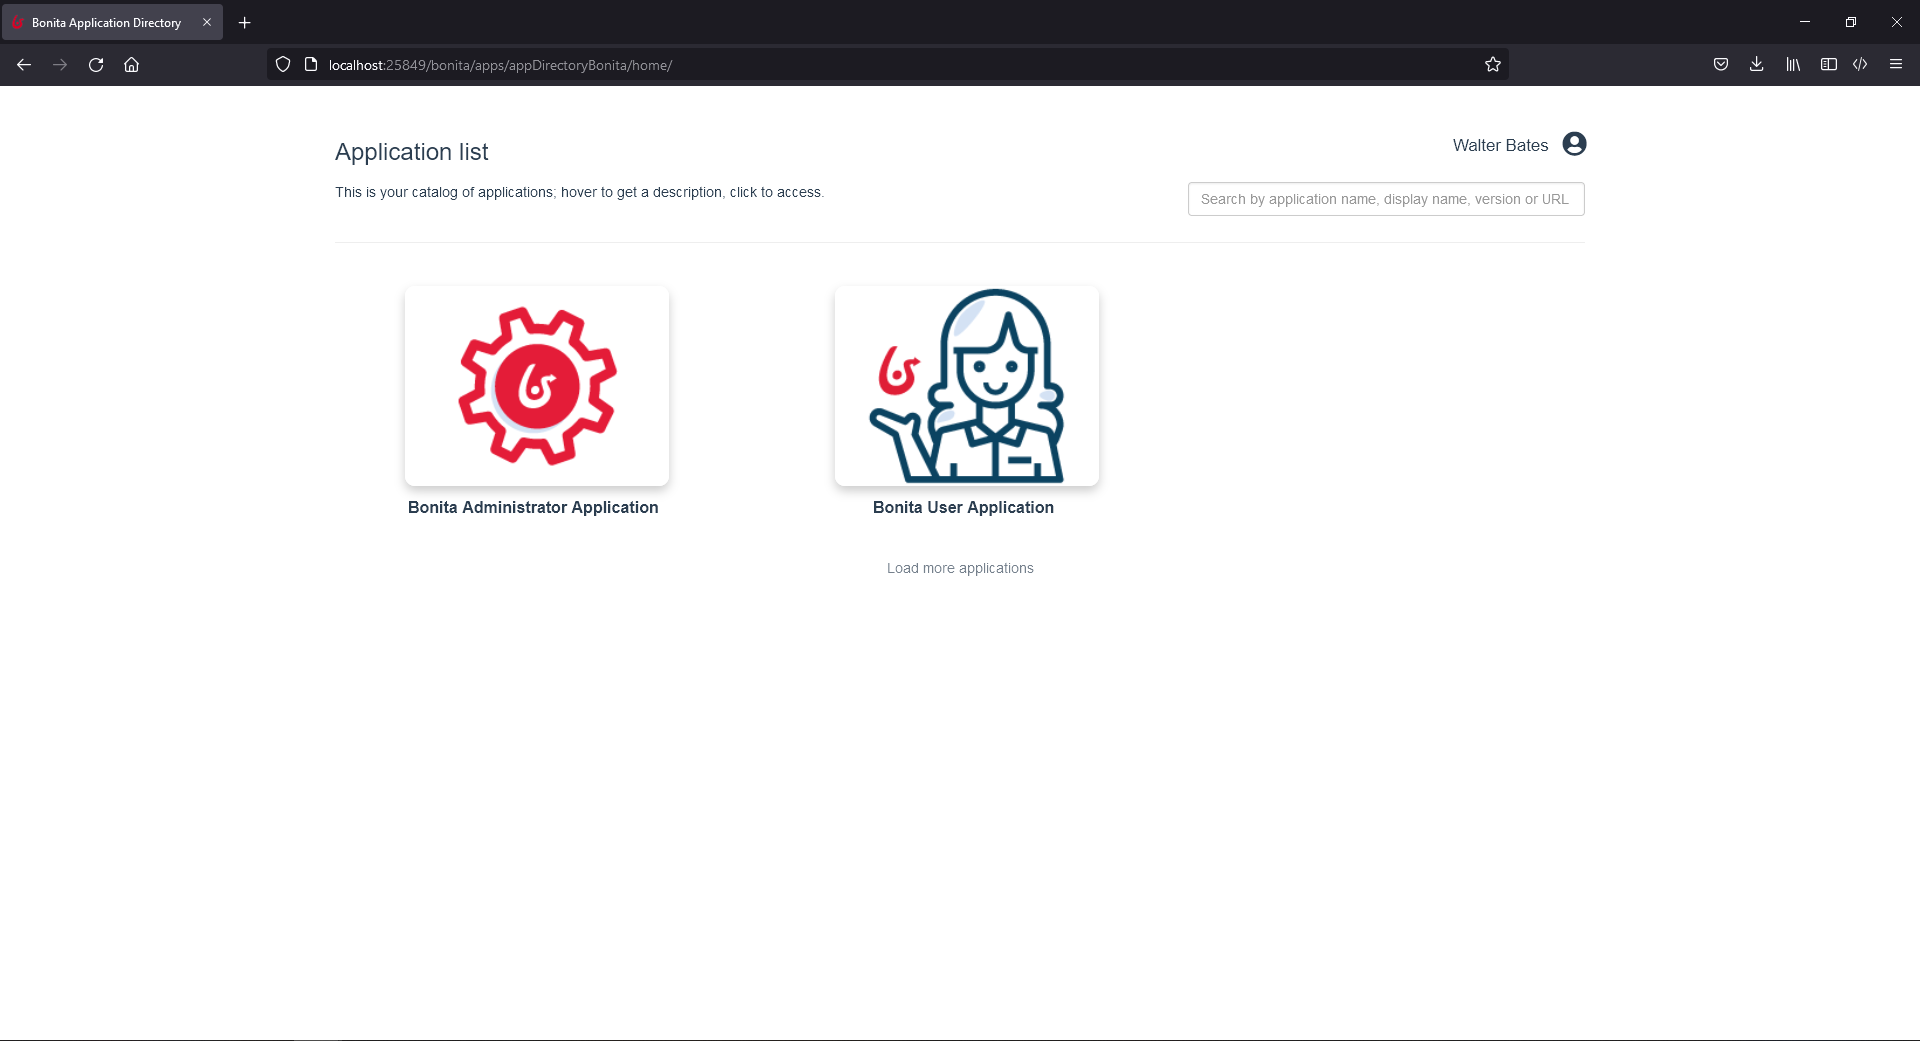 Bonita Application Directory
localhost:25849/bonita/apps/appDirectoryBonita/home/
Application list
Walter Bates
This is your catalog of applications; hover to get a description, click to access.
Search by application name, display name, version or URL
Bonita Administrator Application
Bonita User Application
Load more applications